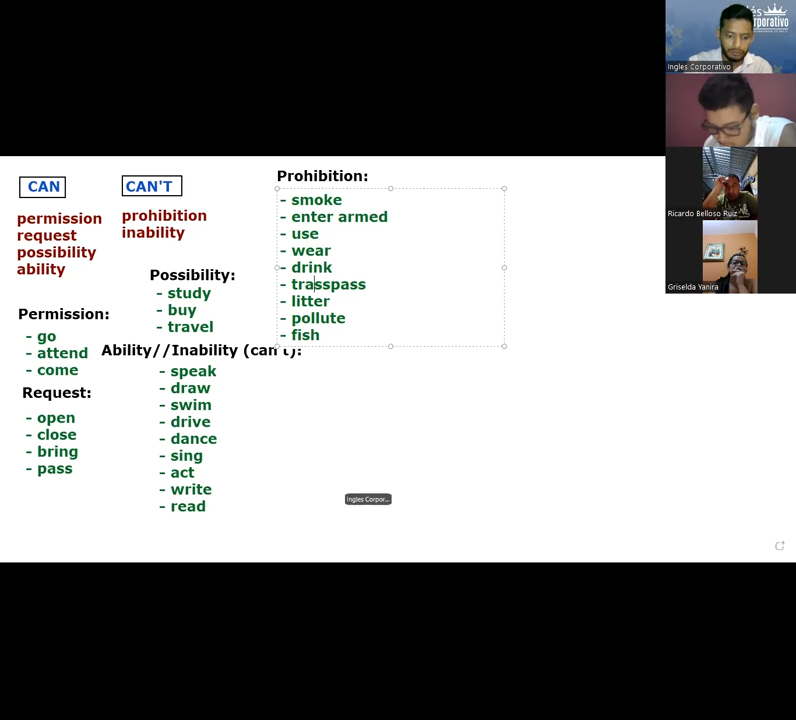 CAN
permission
request
possibility
ability
CAN'T
prohibition
inability
Permission:
- go
- attend
- come
Request:
- open
- close
- bring
- pass
Possibility:
- study
- buy
- travel
Ability//Inability (can't):
- speak
- draw
- swim
- drive
- dance
- sing
- act
- write
- read
Prohibition:
- smoke
- enter armed
- use
- wear
- drink
- trasspass
- litter
- pollute
- fish
Ingles Corpor...
Ingles Corporativo
Ricardo Belloso Ruiz
Griselda Yanira